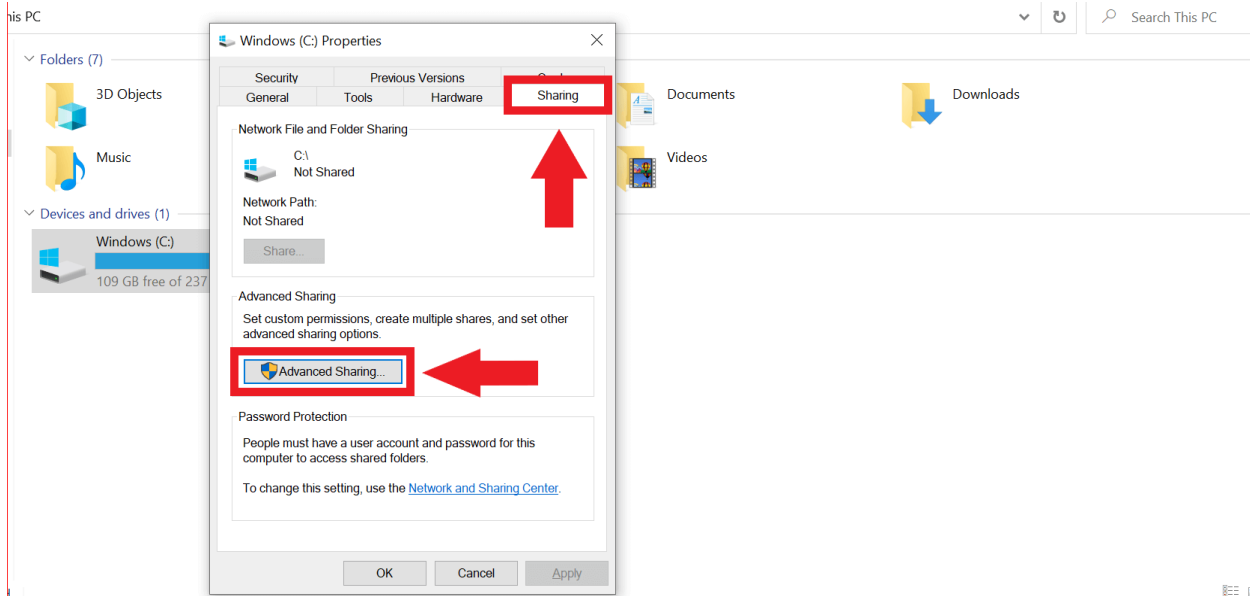 his PC
Search This PC
Folders (7)
3D Objects
Documents
Downloads
Music
Videos
Devices and drives (1)
Windows (C:)
109 GB free of 237
Windows (C:) Properties
Security Previous Versions
General Tools Hardware Sharing
Network File and Folder Sharing
C:\
Not Shared
Network Path:
Not Shared
Share...
Advanced Sharing
Set custom permissions, create multiple shares, and set other
advanced sharing options.
Advanced Sharing...
Password Protection
People must have a user account and password for this
computer to access shared folders.
To change this setting, use the Network and Sharing Center.
OK Cancel Apply